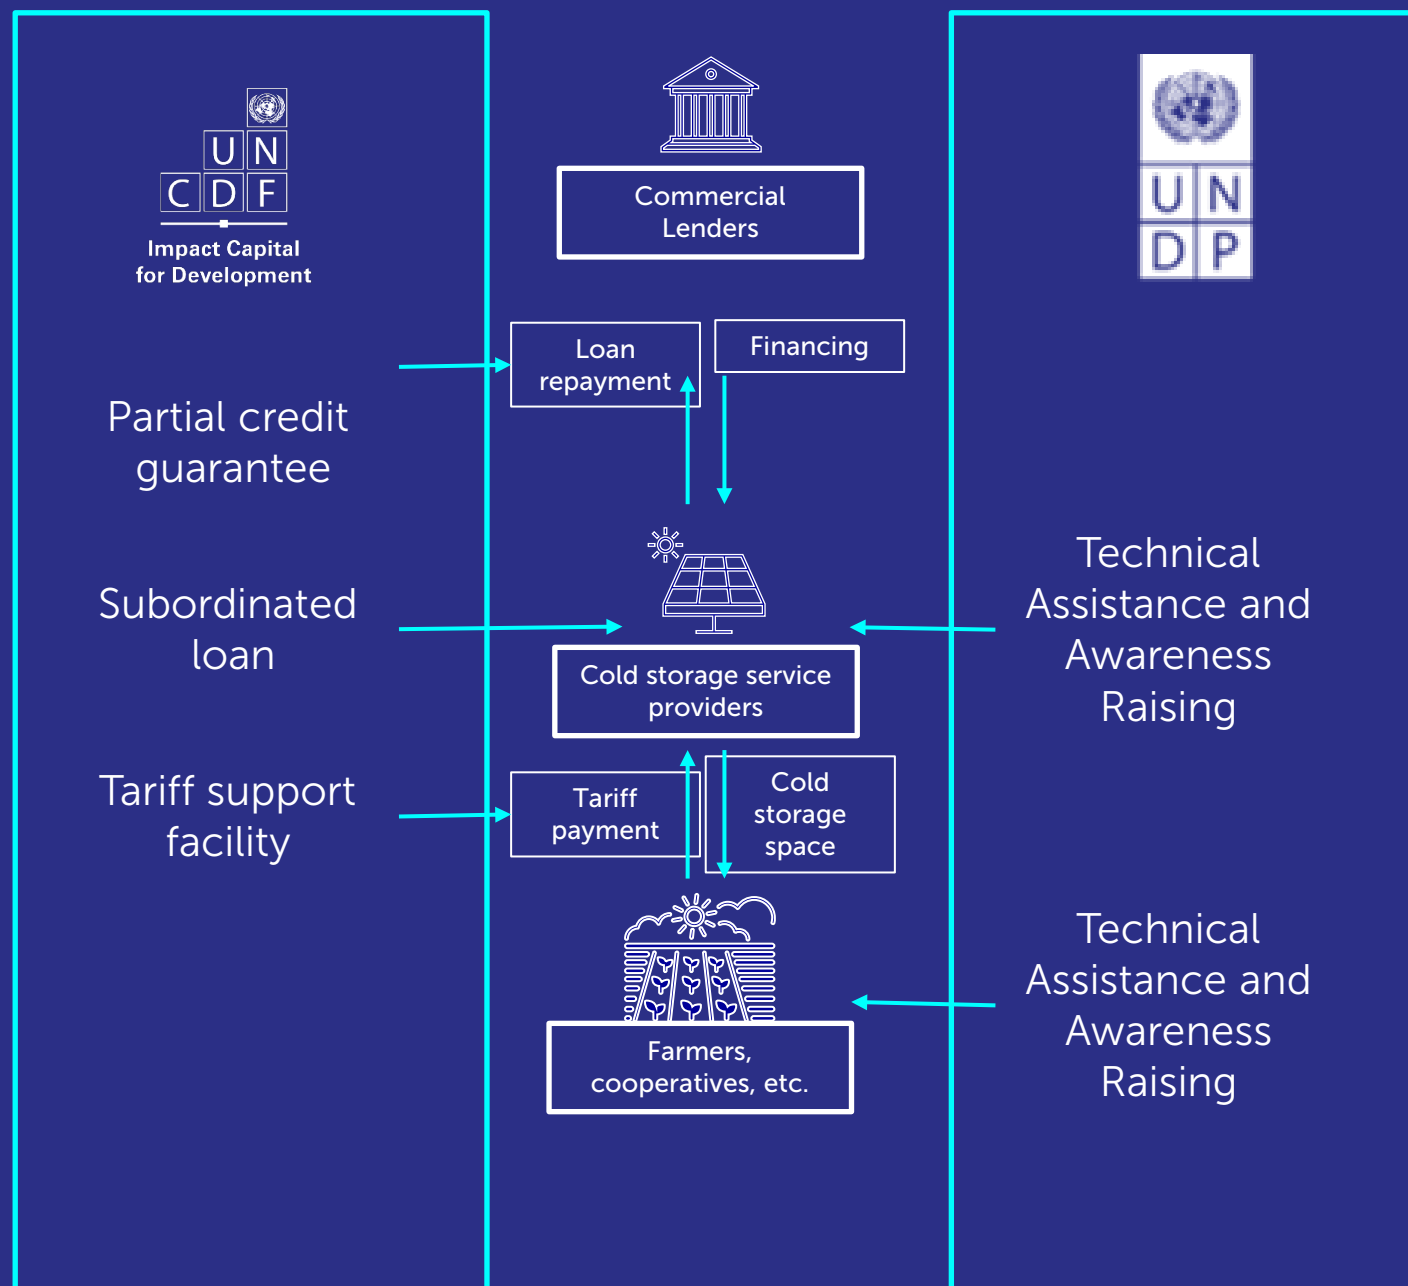 UN
CDF
Impact Capital
for Development
Partial credit
guarantee
Subordinated
loan
Tariff support
facility
Commercial
Lenders
Loan
repayment
Financing
Cold storage service
providers
Tariff
payment
Cold
storage
space
Farmers,
cooperatives, etc.
UN
DP
Technical
Assistance and
Awareness
Raising
Technical
Assistance and
Awareness
Raising